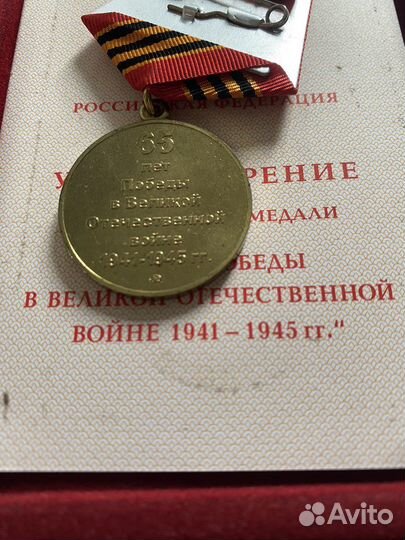 РОССИЙСКАЯ ФЕДЕРАЦИЯ
У РЕНИЕ
МЕДАЛИ
ОБЕДЫ
В ВЕЛИКОЙ ОТЕЧЕСТВЕННОЙ
ВОЙНЕ 1941 – 1945 гг."
65
лет
Победы
в Великой
Отечественной
войне
1941-1945 гг.
Avito